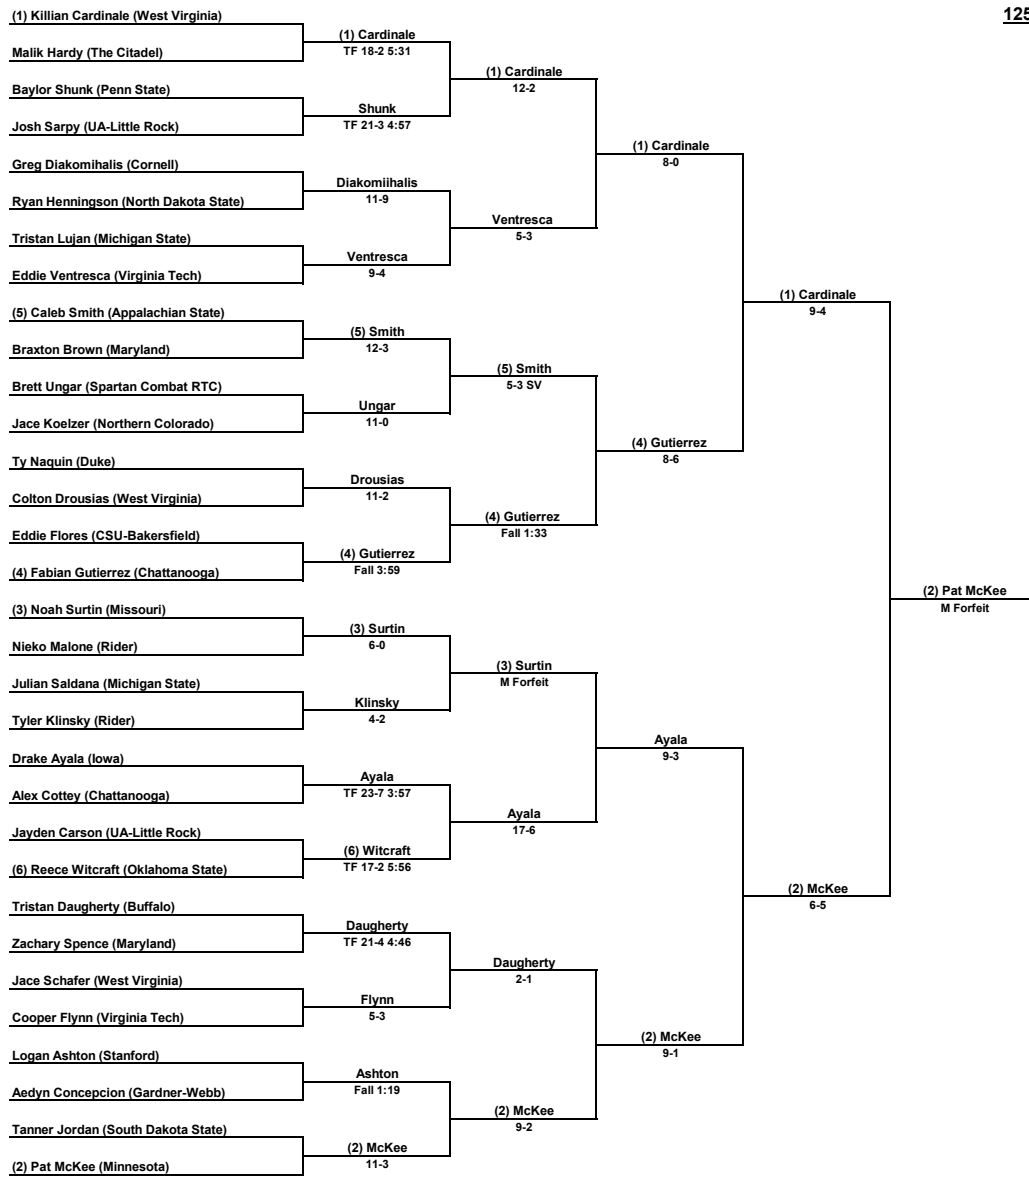 (1) Killian Cardinale (West Virginia)
125
(1) Cardinale
Malik Hardy (The Citadel)
TF 18-2 5:31
(1) Cardinale
Baylor Shunk (Penn State)
12-2
Shunk
Josh Sarpy (UA-Little Rock)
TF 21-3 4:57
(1) Cardinale
Greg Diakomihalis (Cornell)
8-0
Diakomiihalis
Ryan Henningson (North Dakota State)
11-9
Ventresca
Tristan Lujan (Michigan State)
5-3
Ventresca
Eddie Ventresca (Virginia Tech)
9-4
(1) Cardinale
(5) Caleb Smith (Appalachian State)
9-4
(5) Smith
Braxton Brown (Maryland)
12-3
(5) Smith
Brett Ungar (Spartan Combat RTC)
5-3 SV
Ungar
Jace Koelzer (Northern Colorado)
11-0
(4) Gutierrez
Ty Naquin (Duke)
8-6
Drousias
Colton Drousias (West Virginia)
11-2
(4) Gutierrez
Eddie Flores (CSU-Bakersfield)
Fall 1:33
(4) Gutierrez
(4) Fabian Gutierrez (Chattanooga)
Fall 3:59
(2) Pat McKee
(3) Noah Surtin (Missouri)
M Forfeit
(3) Surtin
Nieko Malone (Rider)
6-0
(3) Surtin
Julian Saldana (Michigan State)
M Forfeit
Klinsky
Tyler Klinsky (Rider)
4-2
Ayala
Drake Ayala (Iowa)
9-3
Ayala
Alex Cottey (Chattanooga)
TF 23-7 3:57
Ayala
Jayden Carson (UA-Little Rock)
17-6
(6) Witcraft
(6) Reece Witcraft (Oklahoma State)
TF 17-2 5:56
(2) McKee
Tristan Daugherty (Buffalo)
6-5
Daugherty
Zachary Spence (Maryland)
TF 21-4 4:46
Daugherty
Jace Schafer (West Virginia)
2-1
Flynn
Cooper Flynn (Virginia Tech)
5-3
(2) McKee
Logan Ashton (Stanford)
9-1
Ashton
Aedyn Concepcion (Gardner-Webb)
Fall 1:19
(2) McKee
Tanner Jordan (South Dakota State)
9-2
(2) McKee
(2) Pat McKee (Minnesota)
11-3